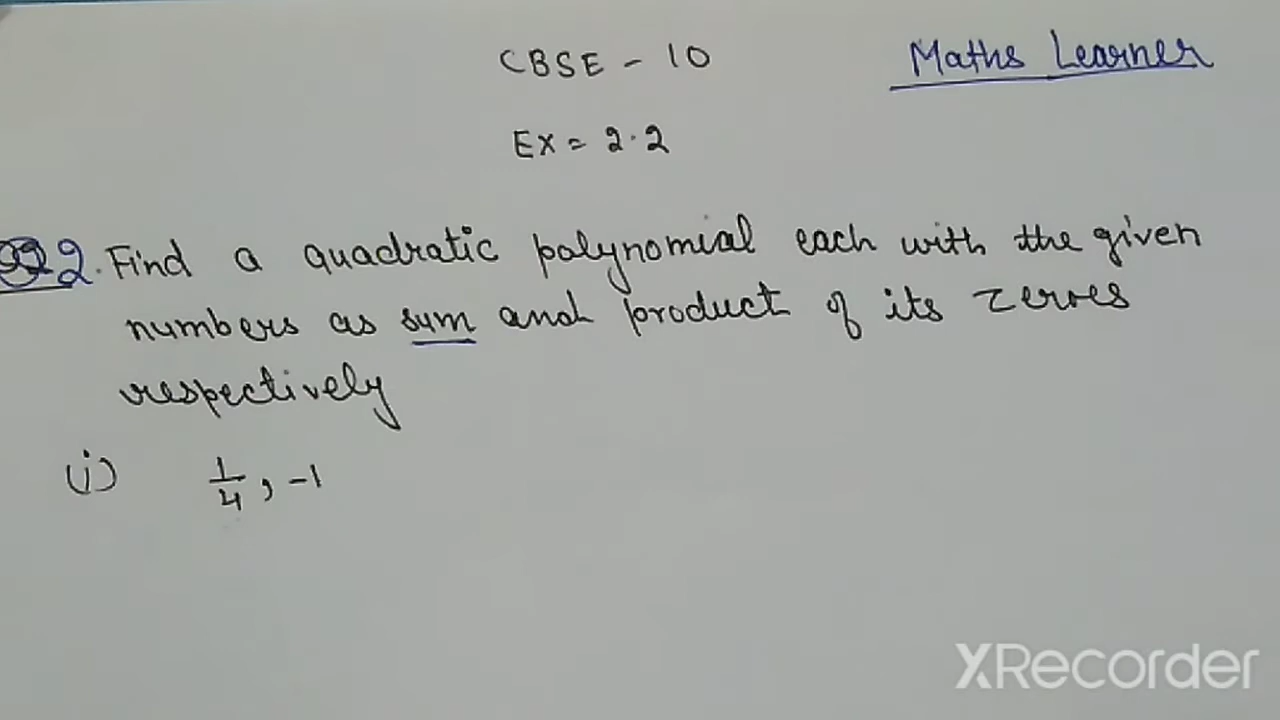 CBSE - 10
Maths Learner
Ex = 2.2
2. Find a quadratic polynomial each with the given
numbers as sum and product of its zeroes
respectively
(i) 1/4, -1
XRecorder